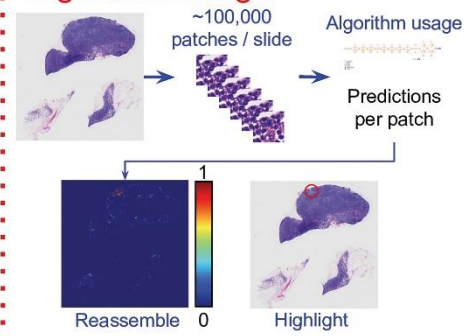 ~100,000
patches / slide
Algorithm usage
Predictions
per patch
1
0
Reassemble
Highlight